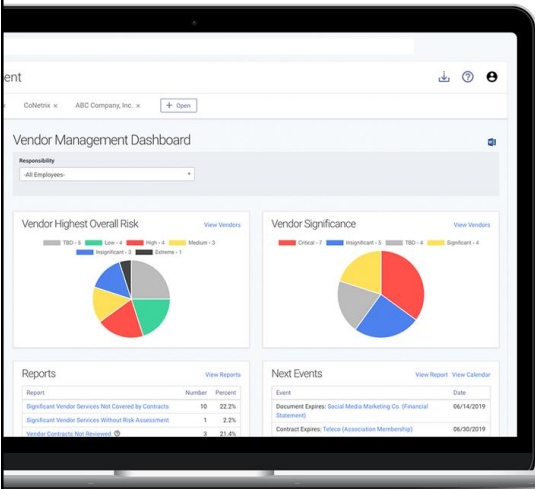 ent
CoNetrix × ABC Company, Inc. × + Open
Vendor Management Dashboard
Responsibility
-All Employees-
Vendor Highest Overall Risk View Vendors
TBD - 5 Low - 4 High - 4 Medium - 3
Insignificant - 3 Extreme - 1
Vendor Significance View Vendors
Critical - 7 Insignificant - 5 TBD - 4 Significant - 4
Reports View Reports
Report Number Percent
Significant Vendor Services Not Covered by Contracts 10 22.2%
Significant Vendor Services Without Risk Assessment 1 2.2%
Vendor Contracts Not Reviewed 3 21.4%
Next Events View Report View Calendar
Event Date
Document Expires: Social Media Marketing Co. (Financial 06/14/2019
Statement)
Contract Expires: Teleco (Association Membership) 06/30/2019